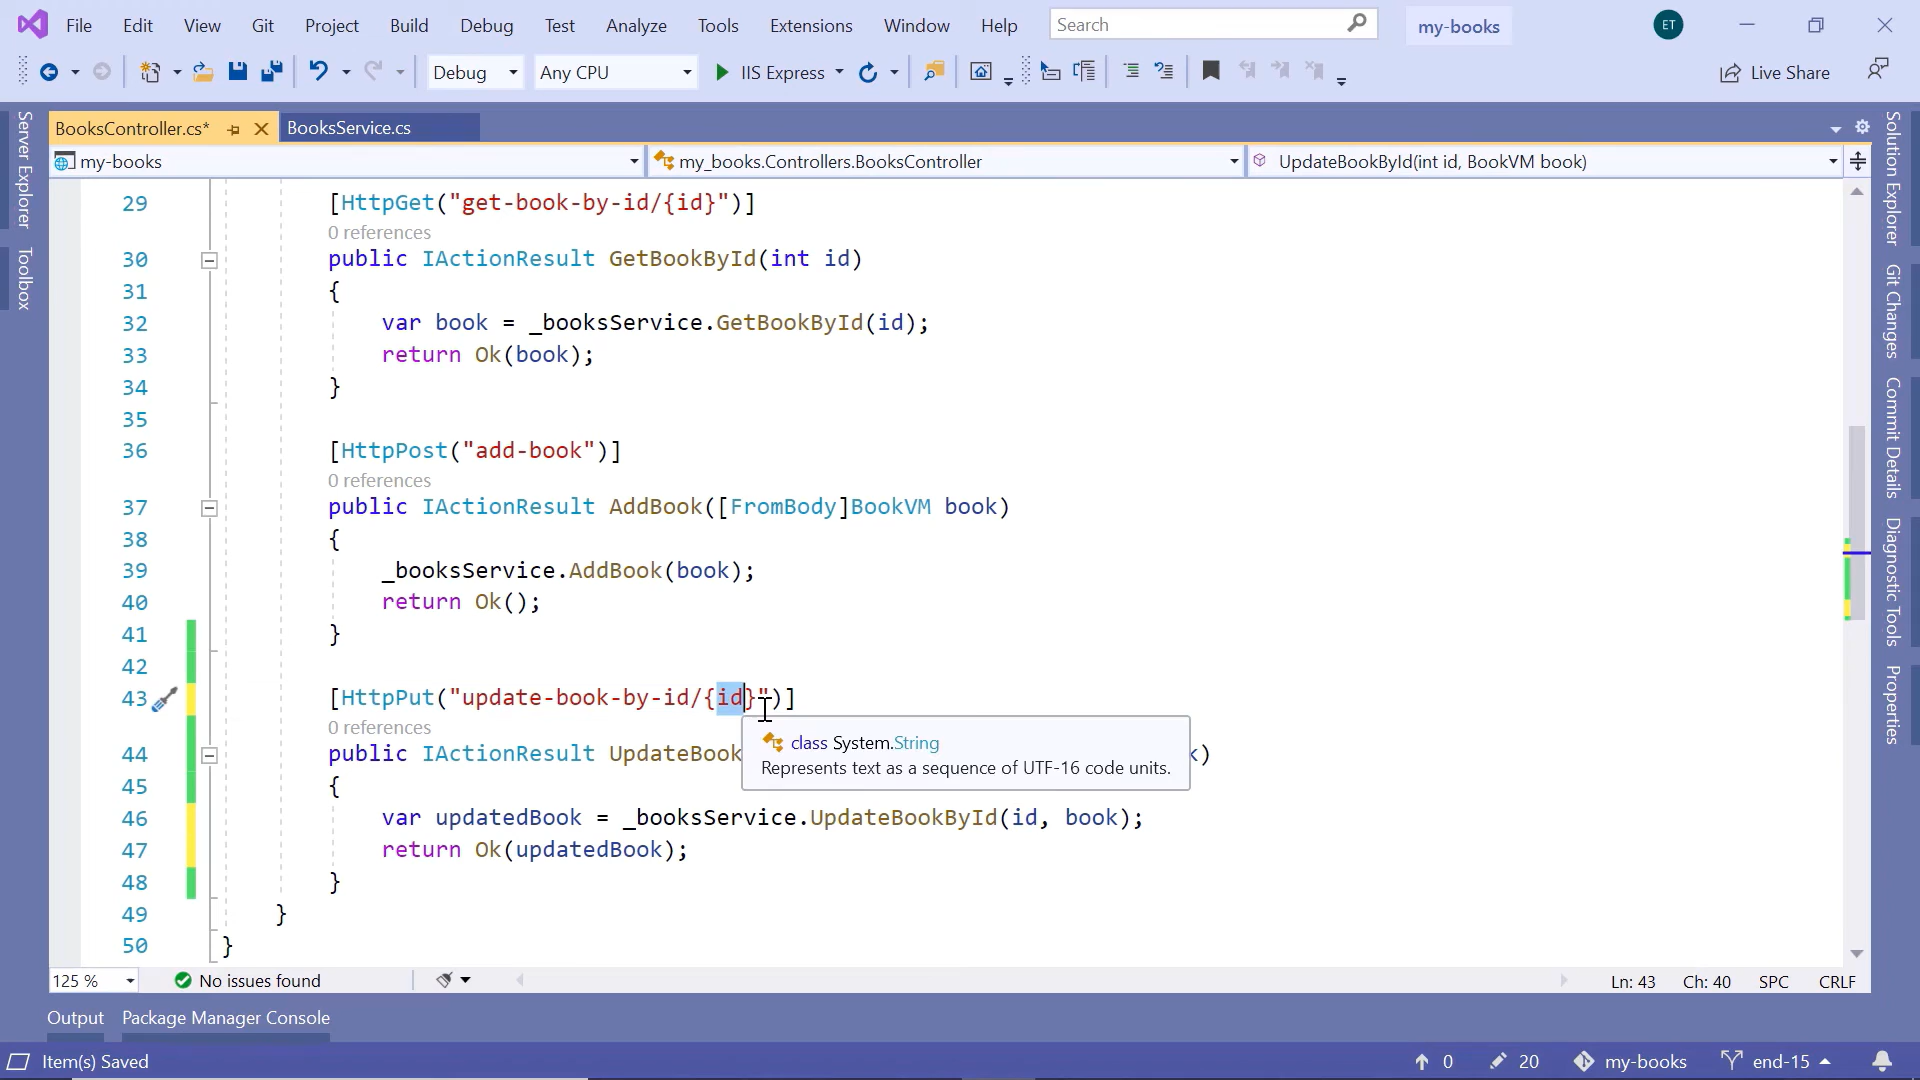 File Edit View Git Project Build Debug Test Analyze Tools Extensions Window Help Search my-books ET
Debug Any CPU IIS Express Live Share
BooksController.cs* BooksService.cs
my-books my_books.Controllers.BooksController UpdateBookById(int id, BookVM book)
Server Explorer
Toolbox
29 [HttpGet("get-book-by-id/{id}")]
0 references
30 public IActionResult GetBookById(int id)
31 {
32 var book = _booksService.GetBookById(id);
33 return Ok(book);
34 }
35
36 [HttpPost("add-book")]
0 references
37 public IActionResult AddBook([FromBody]BookVM book)
38 {
39 _booksService.AddBook(book);
40 return Ok();
41 }
42
43 [HttpPut("update-book-by-id/{id}")]
0 references
class System.String
Represents text as a sequence of UTF-16 code units.
44 public IActionResult UpdateBook k)
45 {
46 var updatedBook = _booksService.UpdateBookById(id, book);
47 return Ok(updatedBook);
48 }
49 }
50 }
Solution Explorer
Git Changes
Commit Details
Diagnostic Tools
Properties
125 % No issues found Ln: 43 Ch: 40 SPC CRLF
Output Package Manager Console
Item(s) Saved 0 20 my-books end-15